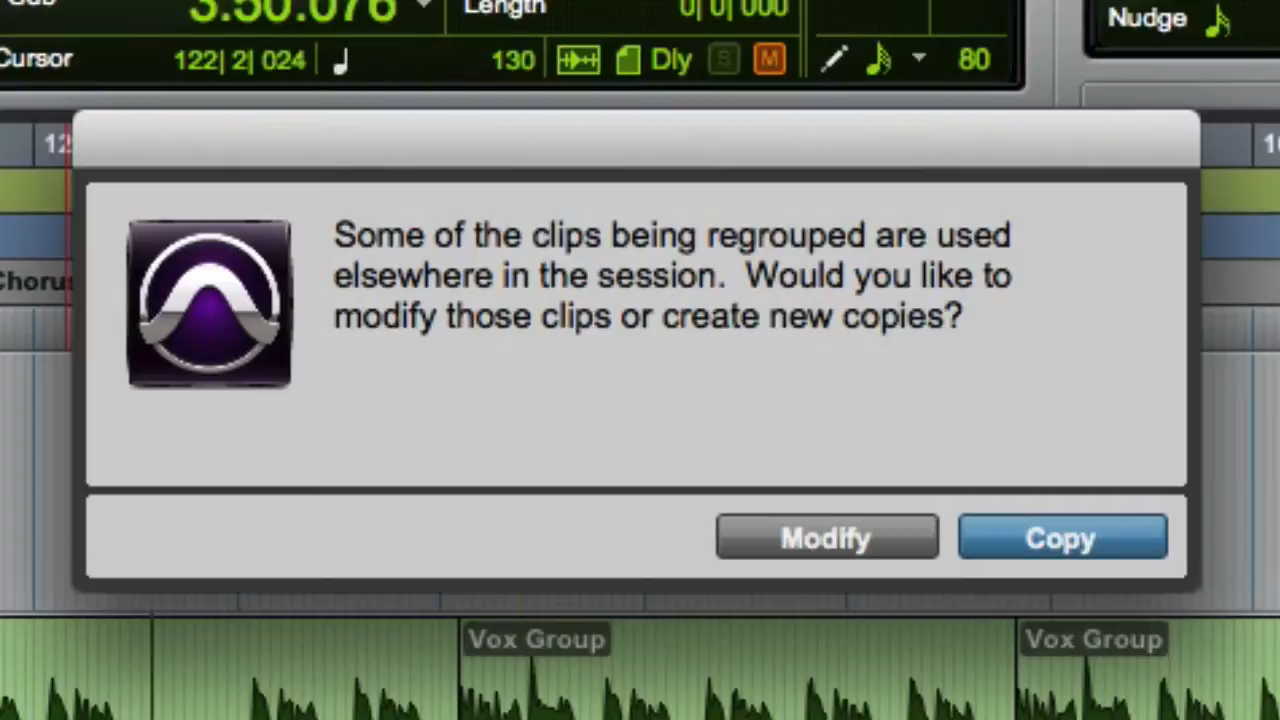 3:50.076
Length
0| 0| 000
Nudge
Cursor
122| 2| 024
130
Dly
S
M
80
Some of the clips being regrouped are used
elsewhere in the session.  Would you like to
modify those clips or create new copies?
Modify
Copy
Vox Group
Vox Group